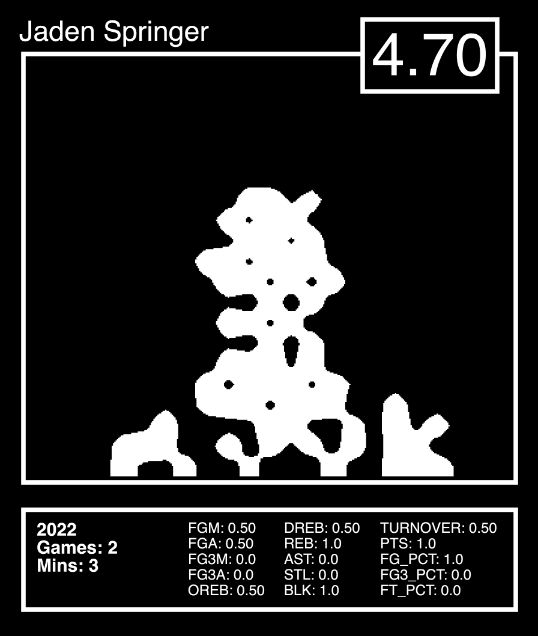 Jaden Springer
4.70
2022
Games: 2
Mins: 3
FGM: 0.50
FGA: 0.50
FG3M: 0.0
FG3A: 0.0
OREB: 0.50
DREB: 0.50
REB: 1.0
AST: 0.0
STL: 0.0
BLK: 1.0
TURNOVER: 0.50
PTS: 1.0
FG_PCT: 1.0
FG3_PCT: 0.0
FT_PCT: 0.0